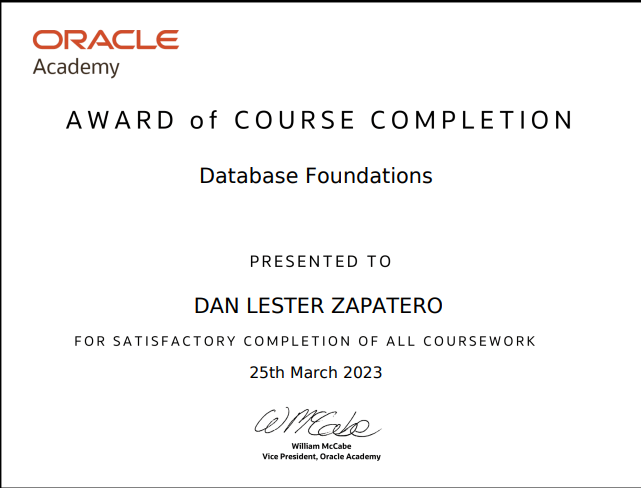 ORACLE
Academy
AWARD of COURSE COMPLETION
Database Foundations
PRESENTED TO
DAN LESTER ZAPATERO
FOR SATISFACTORY COMPLETION OF ALL COURSEWORK
25th March 2023
WMcCabe
William McCabe
Vice President, Oracle Academy